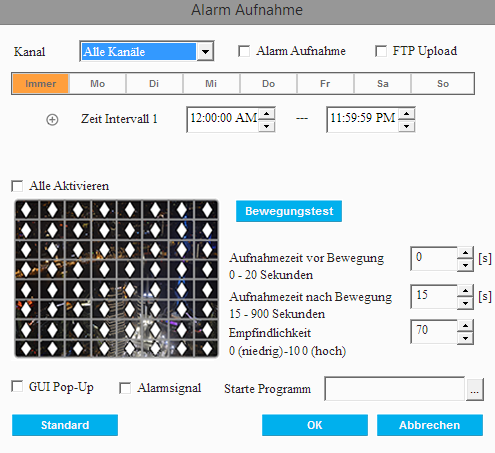 Alarm Aufnahme
Kanal Alle Kanäle Alarm Aufnahme FTP Upload
Immer Mo Di Mi Do Fr Sa So
Zeit Intervall 1 12:00:00 AM --- 11:59:59 PM
Alle Aktivieren
Bewegungstest
Aufnahmezeit vor Bewegung 0 [s]
0 - 20 Sekunden
Aufnahmezeit nach Bewegung 15 [s]
15 - 900 Sekunden
Empfindlichkeit 70
0 (niedrig) -100 (hoch)
GUI Pop-Up Alarmsignal Starte Programm ...
Standard OK Abbrechen